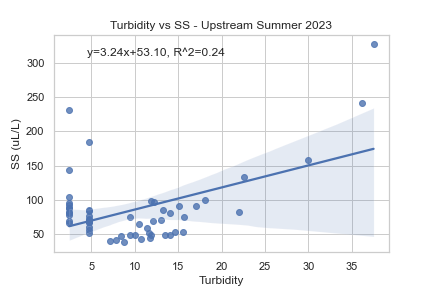 Turbidity vs SS - Upstream Summer 2023
y=3.24x+53.10, R^2=0.24
SS (uL/L)
300
250
200
150
100
50
5 10 15 20 25 30 35
Turbidity